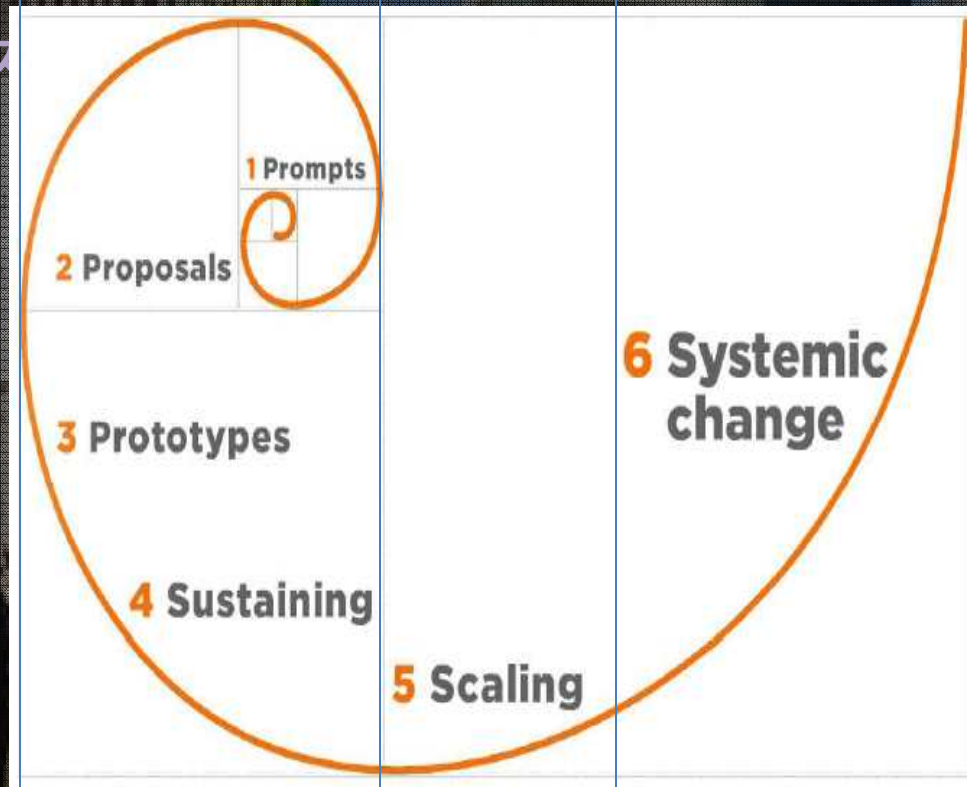 1 Prompts
2 Proposals
3 Prototypes
4 Sustaining
5 Scaling
6 Systemic
change